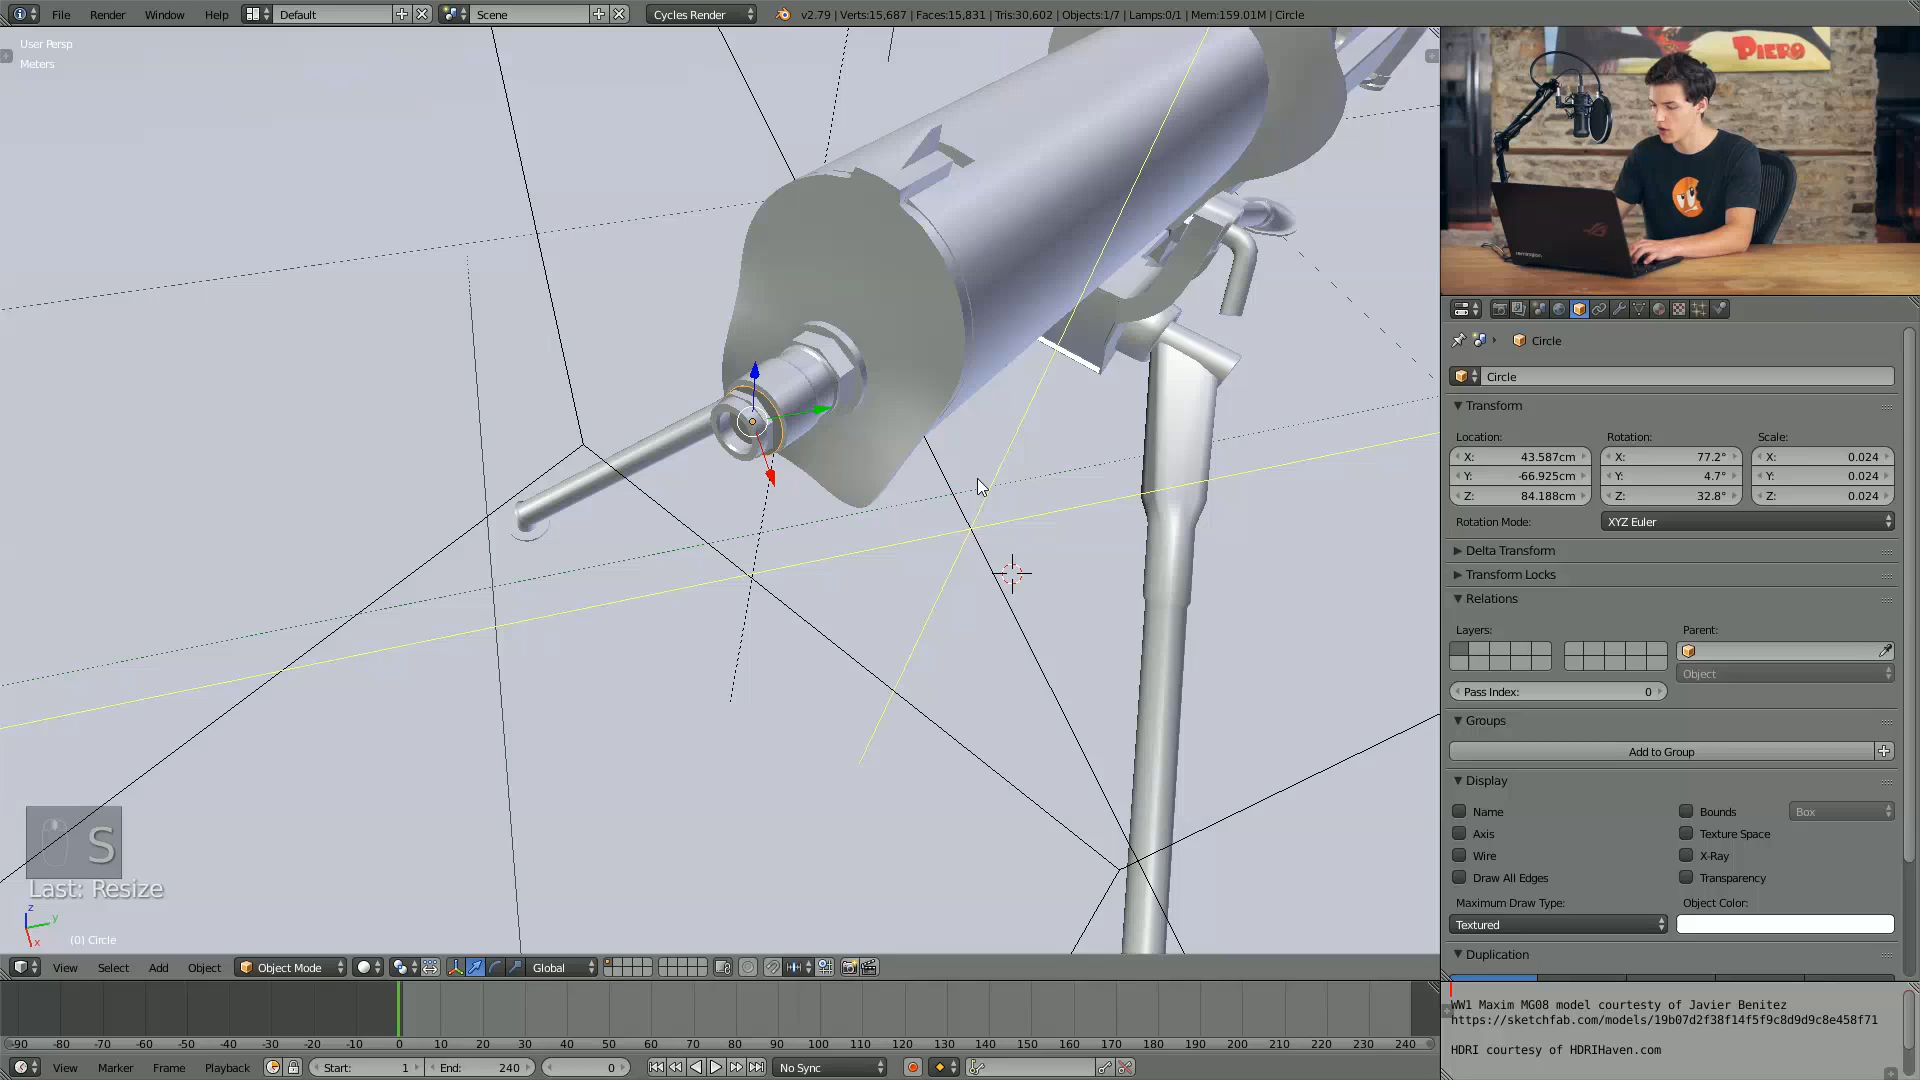 File
Render
Window
Help
Default
Scene
Cycles Render
v2.79 | Verts:15,687 | Faces:15,831 | Tris:30,602 | Objects:1/7 | Lamps:0/1 | Mem:159.01M | Circle
User Persp
Meters
PIERO
remington
Circle
Circle
Transform
Location:
Rotation:
Scale:
X: 43.587cm
X: 77.2°
X: 0.024
Y: -66.925cm
Y: 4.7°
Y: 0.024
Z: 84.188cm
Z: 32.8°
Z: 0.024
Rotation Mode:
XYZ Euler
Delta Transform
Transform Locks
Relations
Layers:
Parent:
Object
Pass Index: 0
Groups
Add to Group
Display
Name
Bounds
Box
Axis
Texture Space
Wire
X-Ray
Draw All Edges
Transparency
Maximum Draw Type:
Object Color:
Textured
Duplication
S
Last: Resize
z
y
x
(0) Circle
View
Select
Add
Object
Object Mode
Global
-90 -80 -70 -60 -50 -40 -30 -20 -10 0 10 20 30 40 50 60 70 80 90 100 110 120 130 140 150 160 170 180 190 200 210 220 230 240
View
Marker
Frame
Playback
Start: 1
End: 240
0
No Sync
WW1 Maxim MG08 model courtesty of Javier Benitez
https://sketchfab.com/models/19b07d2f38f14f5f9c8d9d9c8e458f71
HDRI courtesy of HDRIHaven.com